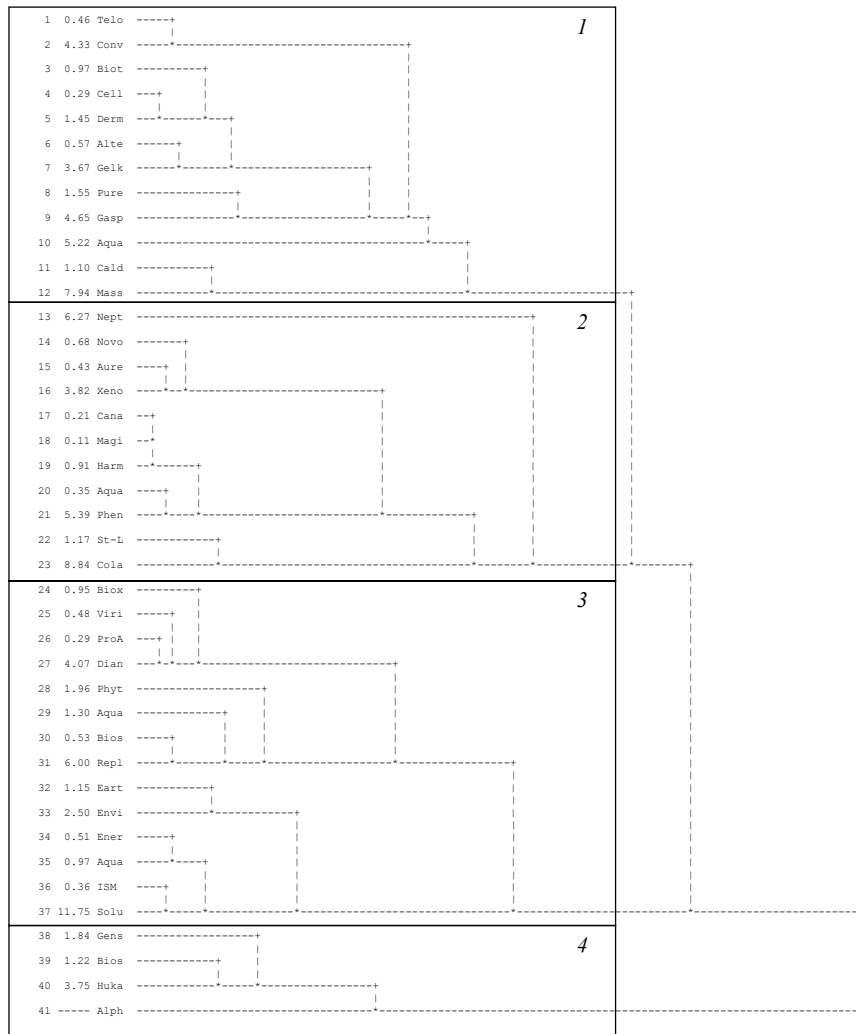 1 0.46 Telo
1
2 4.33 Conv
3 0.97 Biot
4 0.29 Cell
5 1.45 Derm
6 0.57 Alte
7 3.67 Gelk
8 1.55 Pure
9 4.65 Gasp
10 5.22 Aqua
11 1.10 Cald
12 7.94 Mass
13 6.27 Nept
2
14 0.68 Novo
15 0.43 Aure
16 3.82 Xeno
17 0.21 Cana
18 0.11 Magi
19 0.91 Harm
20 0.35 Aqua
21 5.39 Phen
22 1.17 St-L
23 8.84 Cola
24 0.95 Biox
3
25 0.48 Viri
26 0.29 ProA
27 4.07 Dian
28 1.96 Phyt
29 1.30 Aqua
30 0.53 Bios
31 6.00 Repl
32 1.15 Eart
33 2.50 Envi
34 0.51 Ener
35 0.97 Aqua
36 0.36 ISM
37 11.75 Solu
38 1.84 Gens
4
39 1.22 Bios
40 3.75 Huka
41 ----- Alph